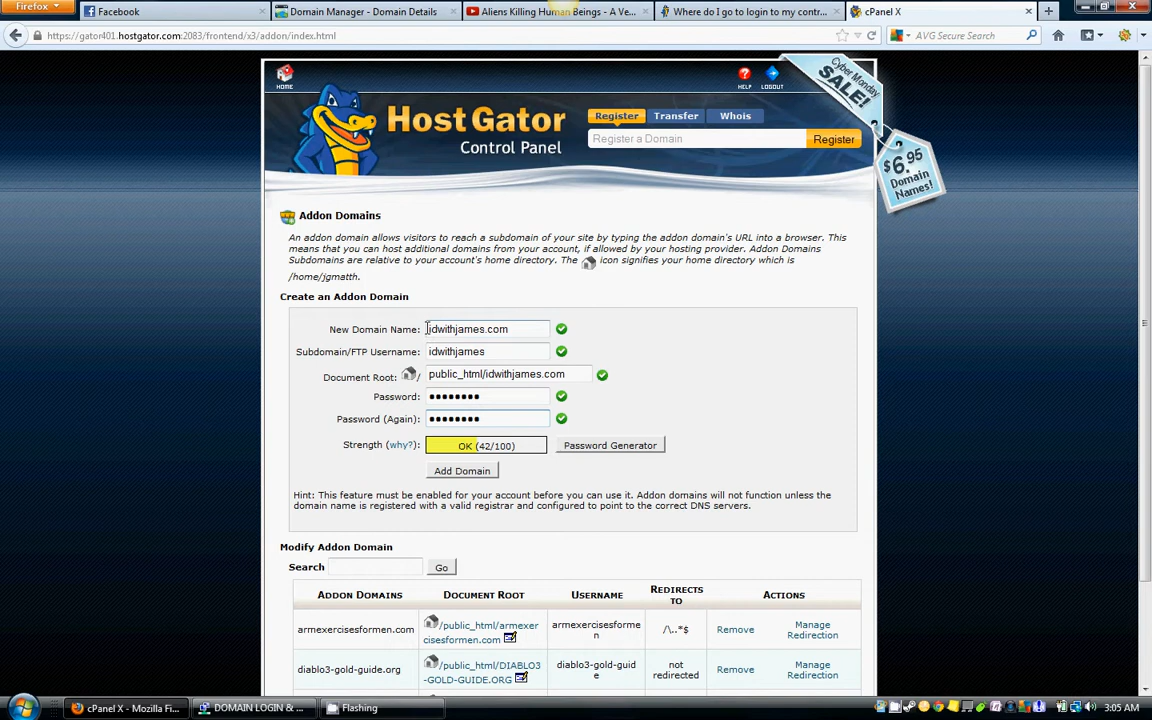 Firefox
Facebook
Domain Manager - Domain Details
Aliens Killing Human Beings - A Ve...
Where do I go to login to my contr...
cPanel X
https://gator401.hostgator.com:2083/frontend/x3/addon/index.html
AVG Secure Search
HOME
HELP
LOGOUT
Cyber Monday
SALE!
$6.95
Domain
Names!
HostGator
Control Panel
Register
Transfer
Whois
Register a Domain
Register
Addon Domains
An addon domain allows visitors to reach a subdomain of your site by typing the addon domain's URL into a browser. This
means that you can host additional domains from your account, if allowed by your hosting provider. Addon Domains
Subdomains are relative to your account's home directory. The icon signifies your home directory which is
/home/jgmatth.
Create an Addon Domain
New Domain Name: idwithjames.com
Subdomain/FTP Username: idwithjames
Document Root: / public_html/idwithjames.com
Password: ••••••••
Password (Again): ••••••••
Strength (why?): OK (42/100) Password Generator
Add Domain
Hint: This feature must be enabled for your account before you can use it. Addon domains will not function unless the
domain name is registered with a valid registrar and configured to point to the correct DNS servers.
Modify Addon Domain
Search Go
ADDON DOMAINS DOCUMENT ROOT USERNAME REDIRECTS TO ACTIONS
armexercisesformen.com /public_html/armexercisesformen.com armexercisesformen /\..*$ Remove Manage Redirection
diablo3-gold-guide.org /public_html/DIABLO3-GOLD-GUIDE.ORG diablo3-gold-guide not redirected Remove Manage Redirection
cPanel X - Mozilla Fi...
DOMAIN LOGIN & ...
Flashing
3:05 AM